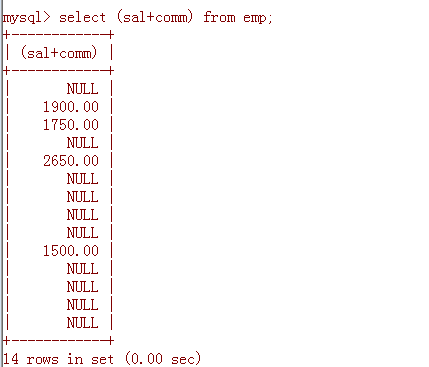 mysql> select (sal+comm) from emp;
+------------+
| (sal+comm) |
+------------+
|       NULL |
|    1900.00 |
|    1750.00 |
|       NULL |
|    2650.00 |
|       NULL |
|       NULL |
|       NULL |
|       NULL |
|    1500.00 |
|       NULL |
|       NULL |
|       NULL |
|       NULL |
+------------+
14 rows in set (0.00 sec)